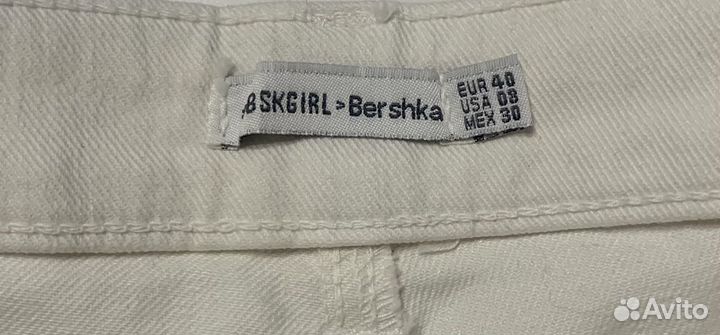 BSKGIRL>Bershka
EUR 40
USA 08
MEX 30
Avito